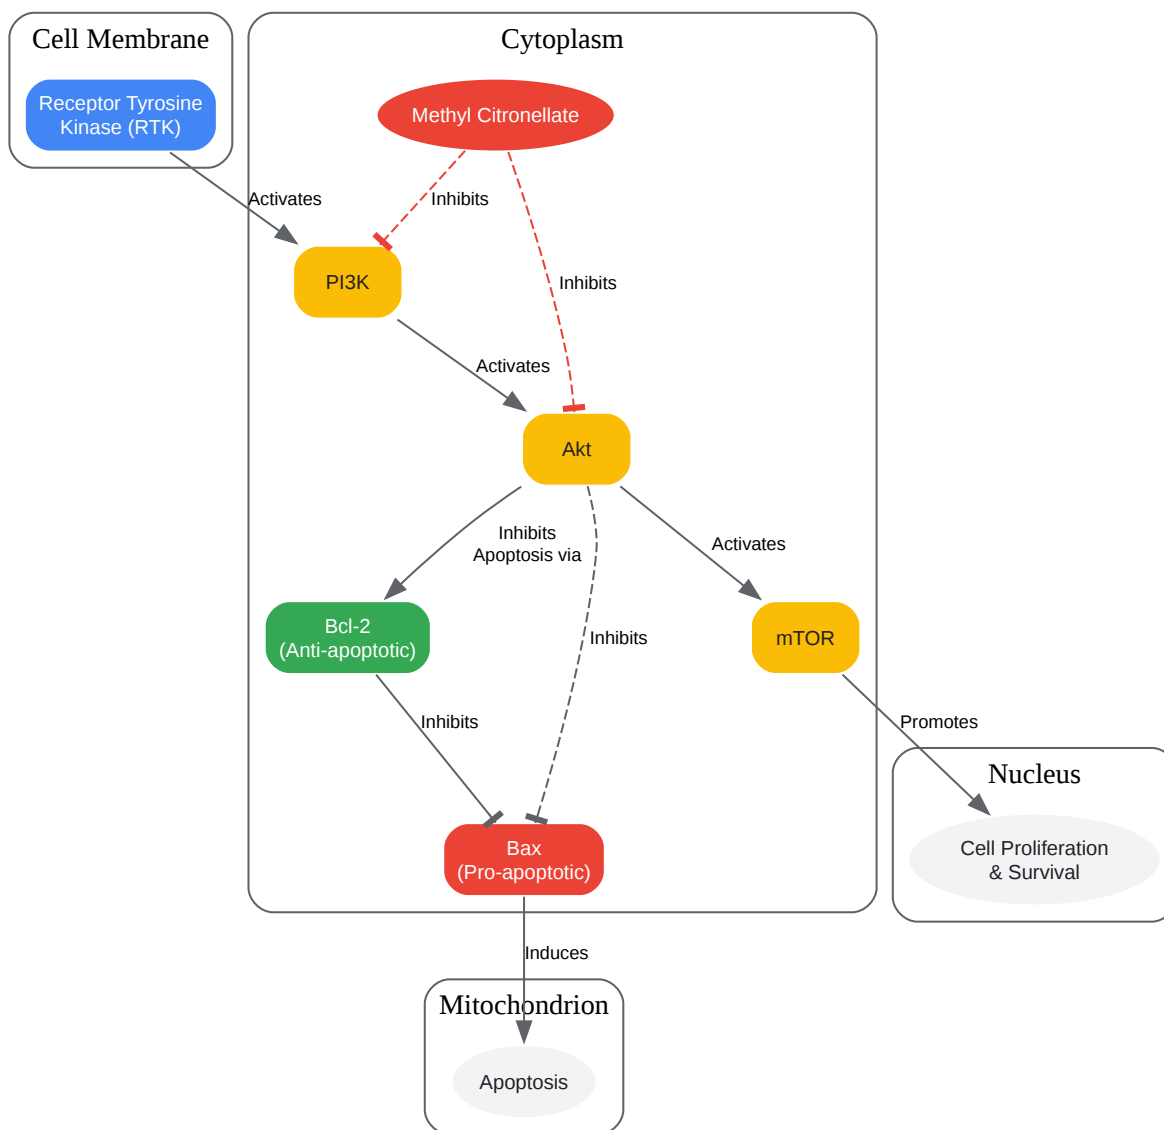 Cell Membrane
Cytoplasm
Receptor Tyrosine
Kinase (RTK)
Methyl Citronellate
Activates
Inhibits
PI3K
Inhibits
Activates
Akt
Inhibits
Apoptosis via
Activates
Bcl-2
(Anti-apoptotic)
Inhibits
mTOR
Inhibits
Promotes
Nucleus
Bax
(Pro-apoptotic)
Cell Proliferation
& Survival
Induces
Mitochondrion
Apoptosis